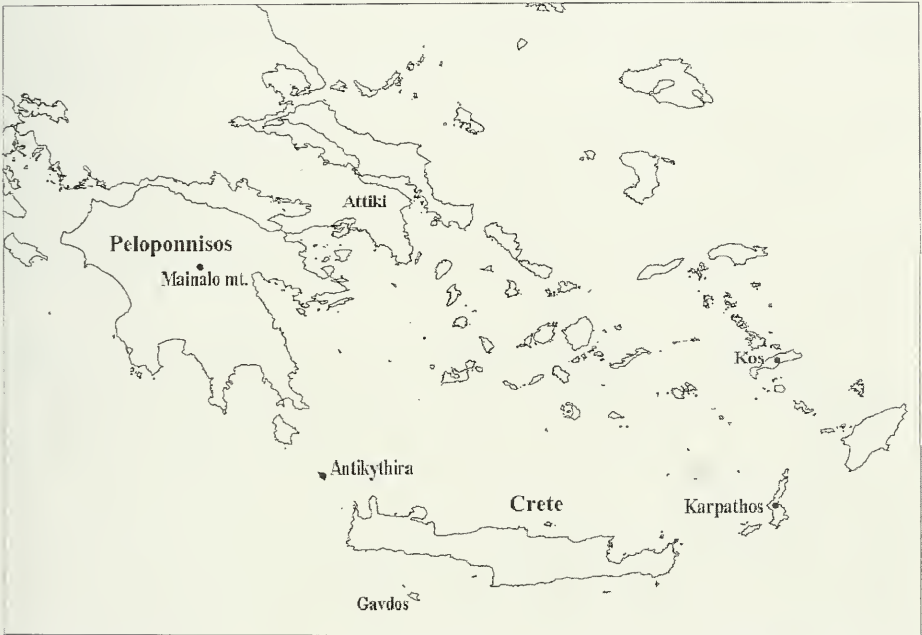 Attiki
Peloponnisos
Mainalo mt.
Kos
Antikythira
Crete
Karpathos
Gavdos